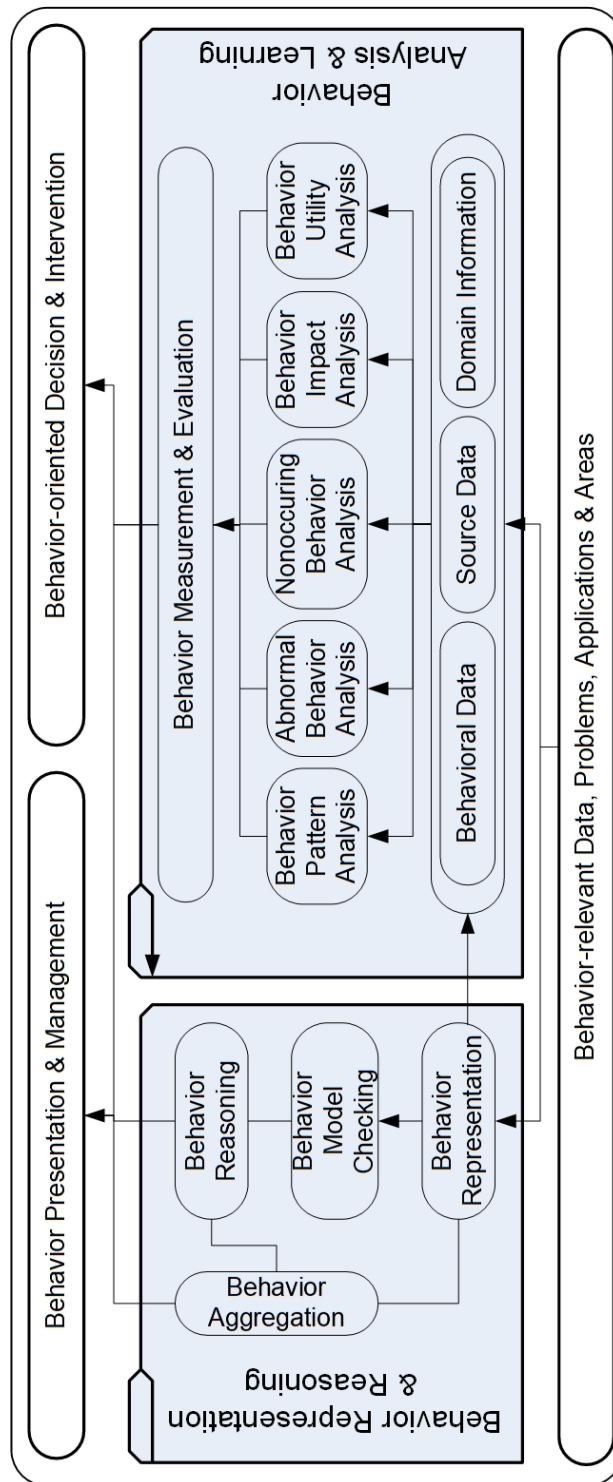 Behavior Presentation & Management
Behavior-oriented Decision & Intervention
Behavior Representation
& Reasoning
Behavior
Aggregation
Behavior
Reasoning
Behavior
Model
Checking
Behavior
Representation
Behavior
Analysis & Learning
Behavior Measurement & Evaluation
Behavior
Pattern
Analysis
Abnormal
Behavior
Analysis
Nonoccuring
Behavior
Analysis
Behavior
Impact
Analysis
Behavior
Utility
Analysis
Behavioral Data
Source Data
Domain Information
Behavior-relevant Data, Problems, Applications & Areas